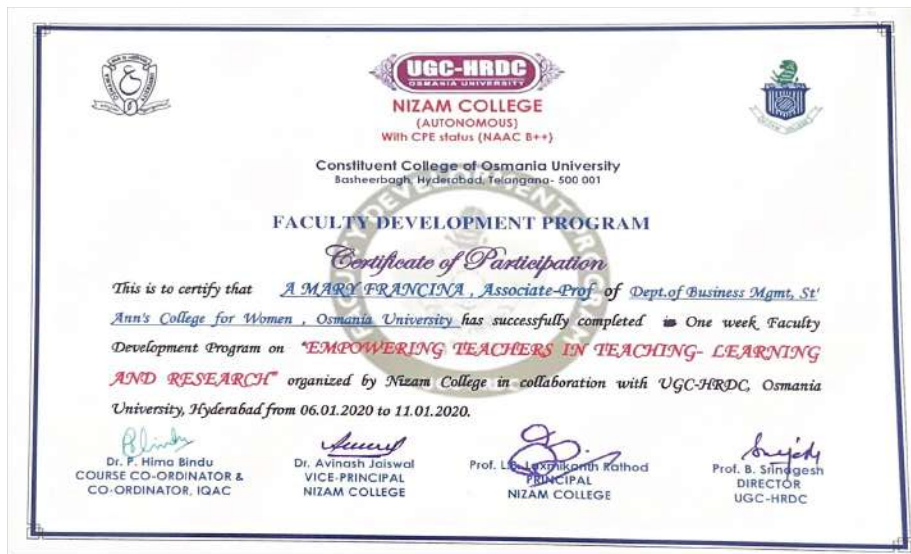 UGC-HRDC
OSMANIA UNIVERSITY
NIZAM COLLEGE
(AUTONOMOUS)
With CPE status (NAAC B++)
Constituent College of Osmania University
Basheerbagh, Hyderabad, Telangana- 500 001
FACULTY DEVELOPMENT PROGRAM
Certificate of Participation
This is to certify that A MARY FRANCINA , Associate-Prof of Dept.of Business Mgmt, St'
Ann's College for Women , Osmania University has successfully completed One week Faculty
Development Program on "EMPOWERING TEACHERS IN TEACHING- LEARNING
AND RESEARCH" organized by Nizam College in collaboration with UGC-HRDC, Osmania
University, Hyderabad from 06.01.2020 to 11.01.2020.
Dr. P. Hima Bindu
COURSE CO-ORDINATOR &
CO-ORDINATOR, IQAC
Dr. Avinash Jaiswal
VICE-PRINCIPAL
NIZAM COLLEGE
Prof. L.B. Laxmikanth Rathod
PRINCIPAL
NIZAM COLLEGE
Prof. B. Srinagesh
DIRECTOR
UGC-HRDC
FACULTY DEVELOPMENT PROGRAM